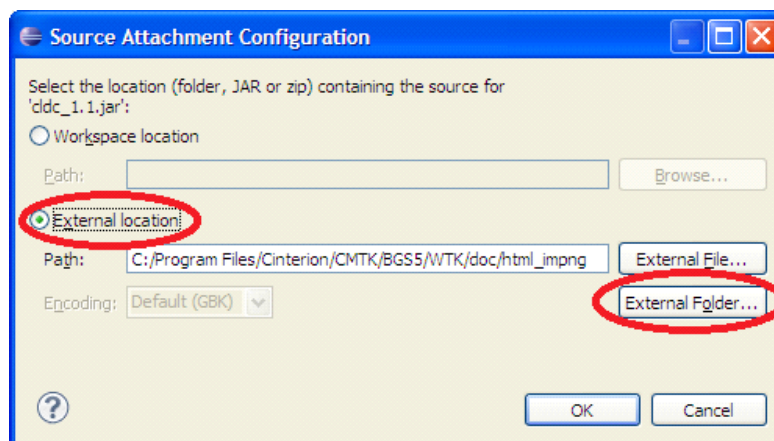 Source Attachment Configuration
Select the location (folder, JAR or zip) containing the source for
'cldc_1.1.jar':
Workspace location
Path:
Browse...
External location
Path: C:/Program Files/Cinterion/CMTK/BGS5/WTK/doc/html_impng External File...
Encoding: Default (GBK) External Folder...
?
OK Cancel